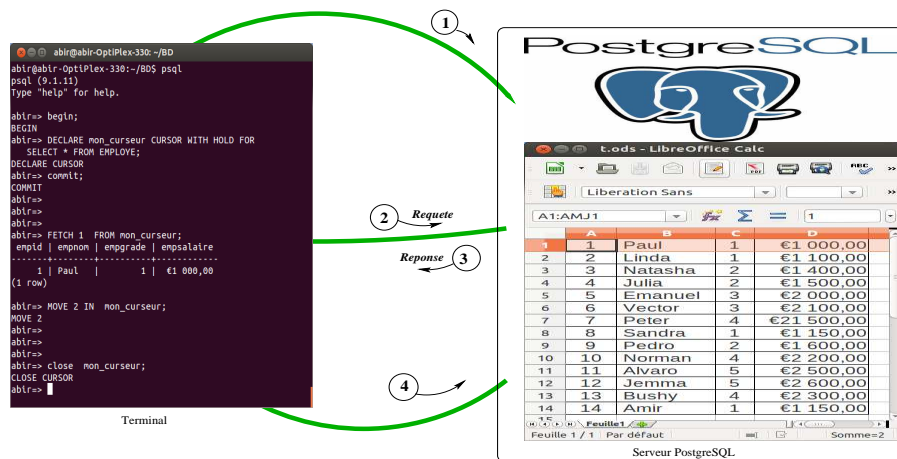 1
abir@abir-OptiPlex-330: ~/BD
abir@abir-OptiPlex-330:~/BD$ psql
psql (9.1.11)
Type "help" for help.
abir=> begin;
BEGIN
abir=> DECLARE mon_curseur CURSOR WITH HOLD FOR
SELECT * FROM EMPLOYE;
DECLARE CURSOR
abir=> commit;
COMMIT
abir=>
abir=>
abir=>
abir=> FETCH 1 FROM mon_curseur;
empid | empnom | empgrade | empsalaire
-------+--------+----------+------------
1 | Paul | 1 | €1 000,00
(1 row)
abir=> MOVE 2 IN mon_curseur;
MOVE 2
abir=>
abir=>
abir=>
abir=> close mon_curseur;
CLOSE CURSOR
abir=>
Terminal
2 Requete
Reponse 3
4
PostgreSQL
t.ods - LibreOffice Calc
PDF
ABC
»
Liberation Sans
»
A1:AMJ1
1
A B C D
1 1 Paul 1 €1 000,00
2 2 Linda 1 €1 100,00
3 3 Natasha 2 €1 400,00
4 4 Julia 2 €1 500,00
5 5 Emanuel 3 €2 000,00
6 6 Vector 3 €2 100,00
7 7 Peter 4 €21 500,00
8 8 Sandra 1 €1 150,00
9 9 Pedro 2 €1 600,00
10 10 Norman 4 €2 200,00
11 11 Alvaro 5 €2 500,00
12 12 Jemma 5 €2 600,00
13 13 Bushy 4 €2 300,00
14 14 Amir 1 €1 150,00
15
Feuille1
Feuille 1 / 1 Par défaut Somme=2
Serveur PostgreSQL